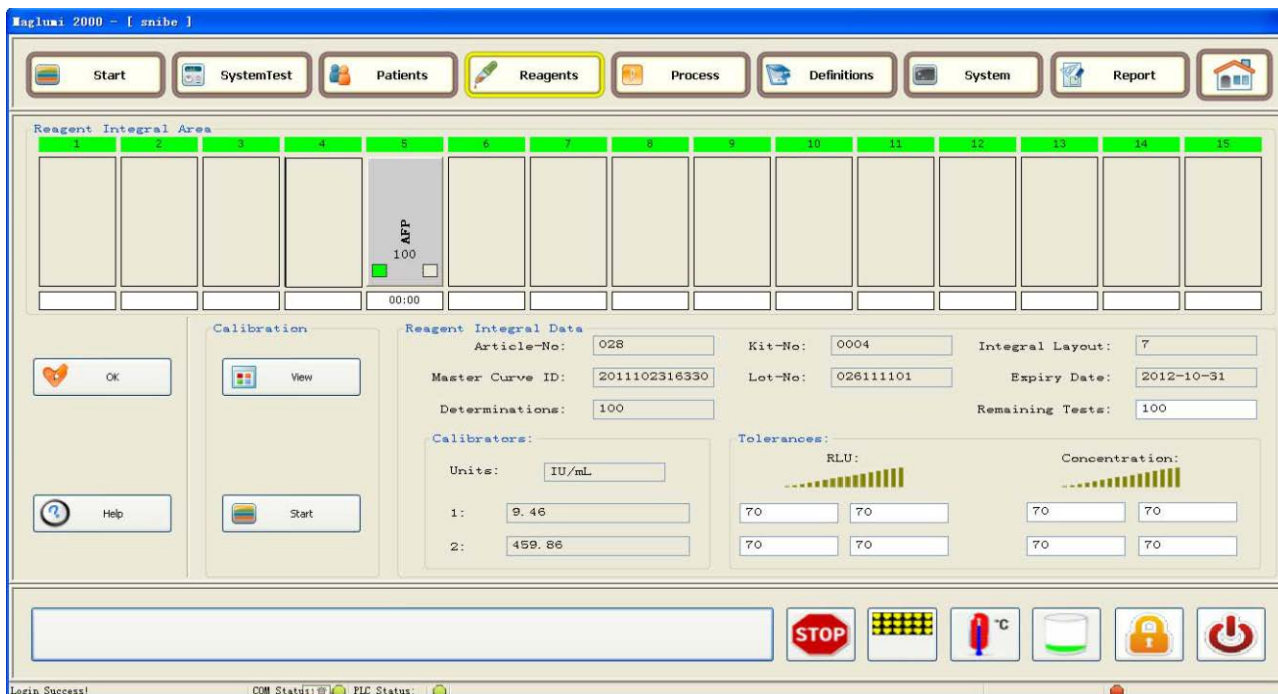 Maglumi 2000 - [ snibe ]
Start SystemTest Patients Reagents Process Definitions System Report
Reagent Integral Area
1 2 3 4 5 6 7 8 9 10 11 12 13 14 15
AFP
100
00:00
Calibration
Reagent Integral Data
Article-No: 028 Kit-No: 0004 Integral Layout: 7
OK View Master Curve ID: 2011102316330 Lot-No: 026111101 Expiry Date: 2012-10-31
Determinations: 100 Remaining Tests: 100
Calibrators: Tolerances:
RLU: Concentration:
Units: IU/mL
Help Start 1: 9.46 70 70 70 70
2: 459.86 70 70 70 70
STOP °C
Login Success! COM Status: PLC Status: